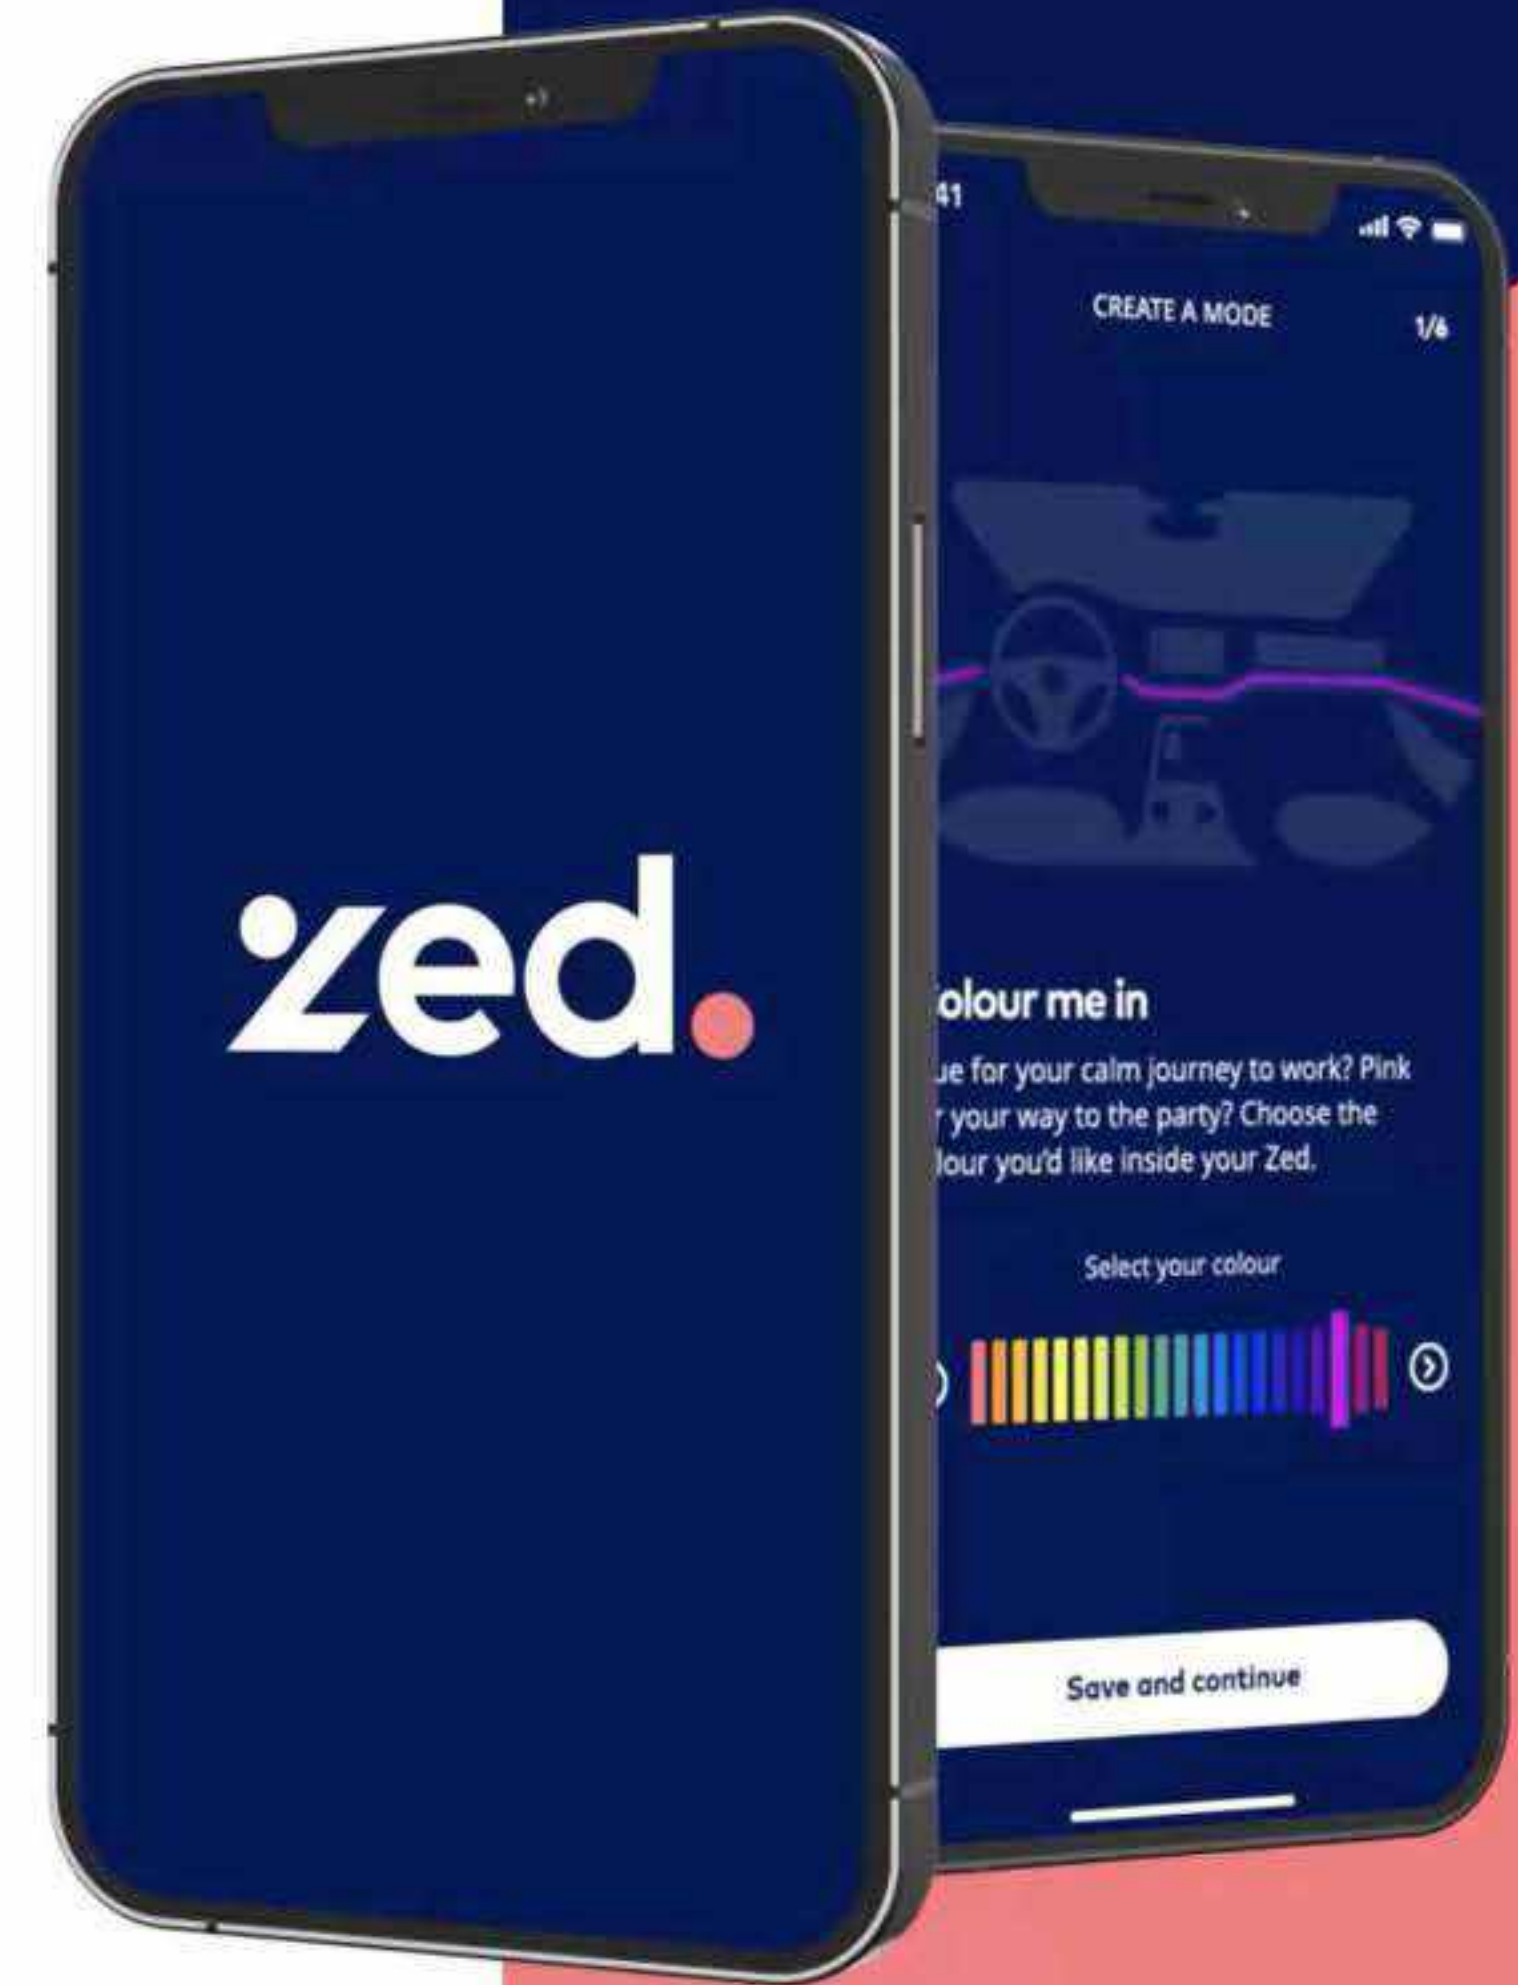 zed.
41
CREATE A MODE
1/6
olour me in
ue for your calm journey to work? Pink
r your way to the party? Choose the
lour you'd like inside your Zed.
Select your colour
Save and continue